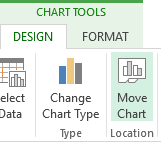 CHART TOOLS
DESIGN FORMAT
elect Change Move
Data Chart Type Chart
Type Location